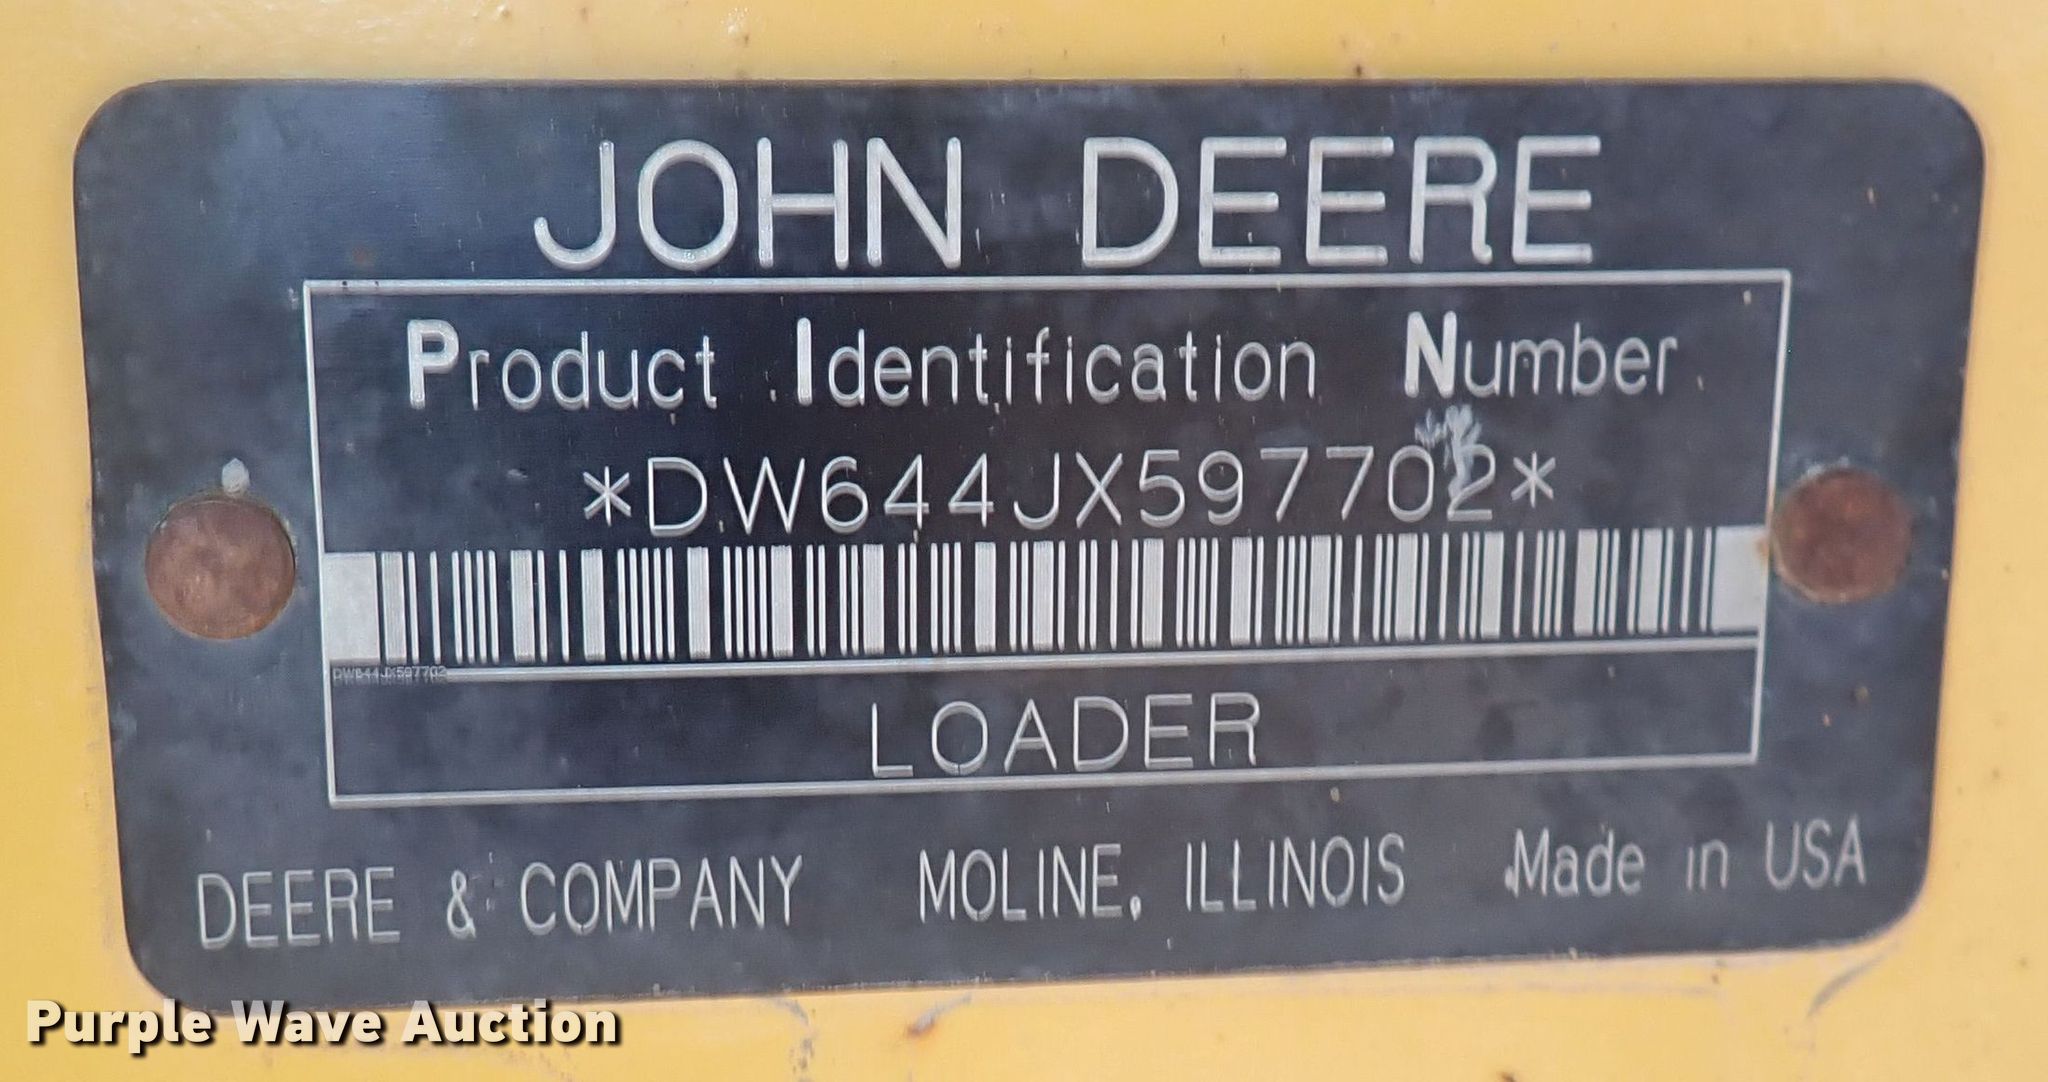 JOHN DEERE
Product Identification Number
*DW644JX597702*
DW644JX597702
LOADER
DEERE & COMPANY MOLINE, ILLINOIS Made in USA
Purple Wave Auction